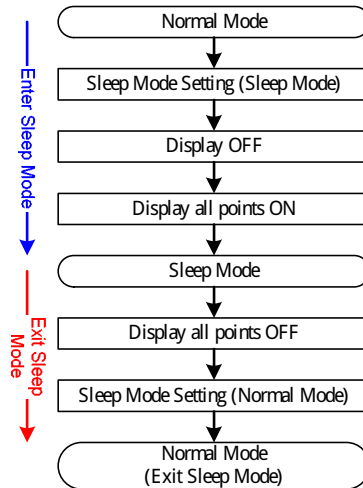 Normal Mode
Sleep Mode Setting (Sleep Mode)
Display OFF
Display all points ON
Sleep Mode
Display all points OFF
Sleep Mode Setting (Normal Mode)
Normal Mode
(Exit Sleep Mode)
Enter Sleep Mode
Exit Sleep
Mode